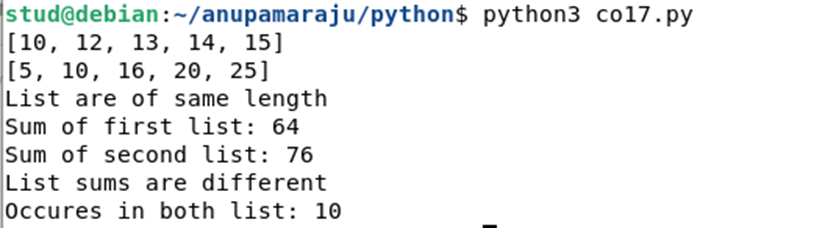 stud@debian:~/anupamaraju/python$ python3 co17.py
[10, 12, 13, 14, 15]
[5, 10, 16, 20, 25]
List are of same length
Sum of first list: 64
Sum of second list: 76
List sums are different
Occures in both list: 10